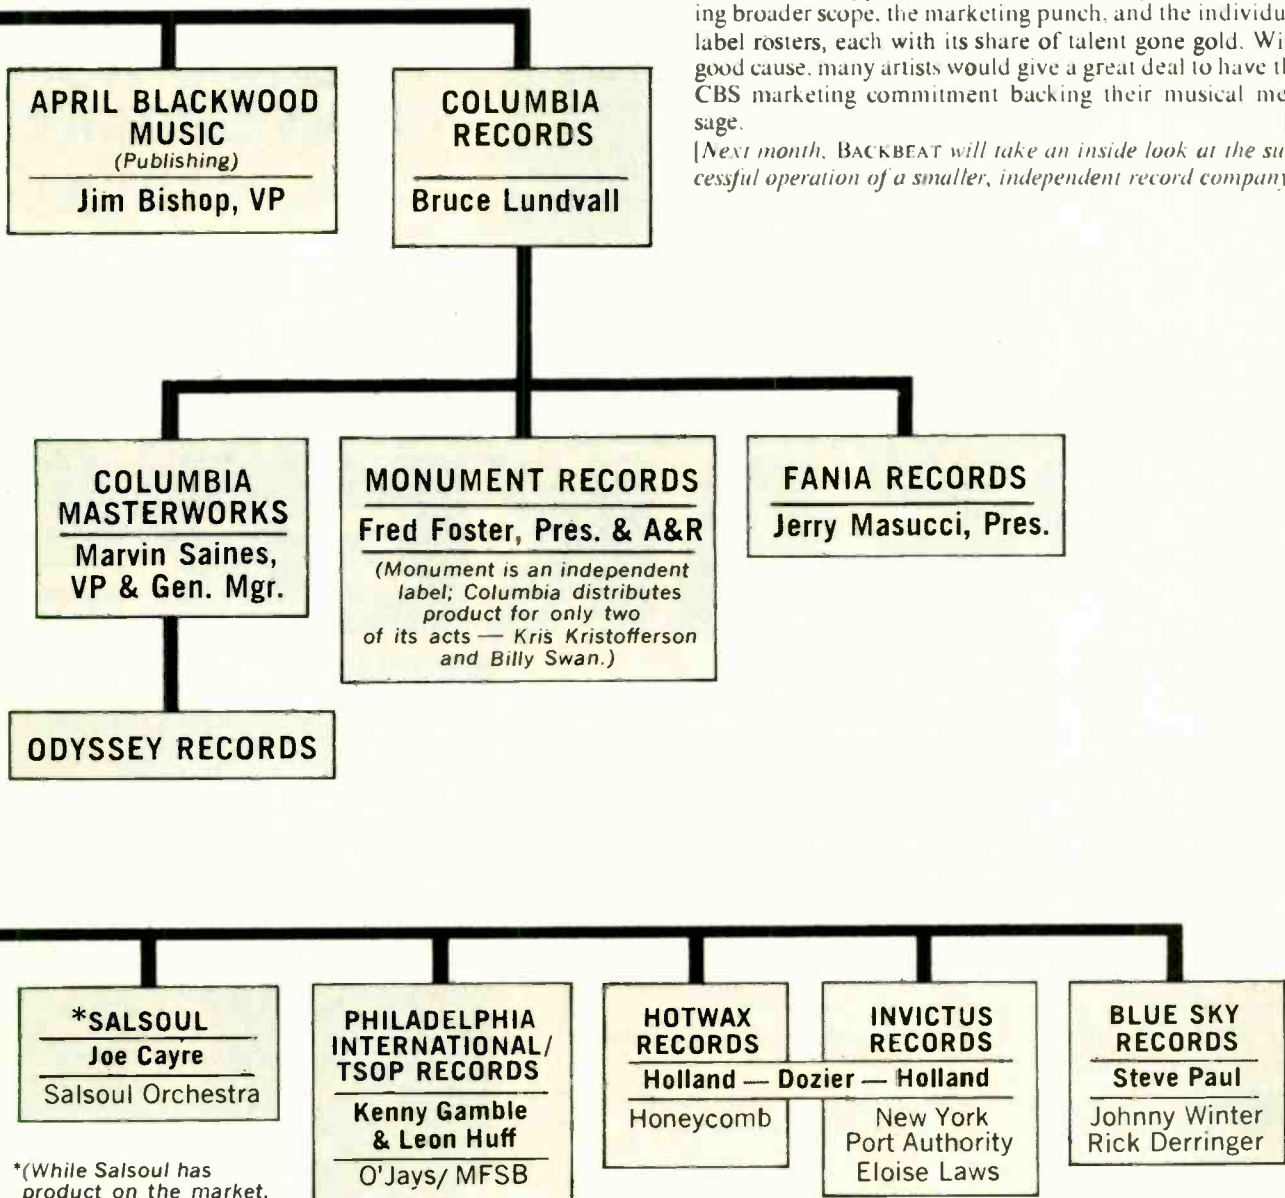 ing broader scope, the marketing punch, and the individu
label rosters, each with its share of talent gone gold. Wi
good cause, many artists would give a great deal to have th
CBS marketing commitment backing their musical me
sage.
[Next month, BACKBEAT will take an inside look at the su
cessful operation of a smaller, independent record company
APRIL BLACKWOOD
MUSIC
(Publishing)
Jim Bishop, VP
COLUMBIA
RECORDS
Bruce Lundvall
COLUMBIA
MASTERWORKS
Marvin Saines,
VP & Gen. Mgr.
MONUMENT RECORDS
Fred Foster, Pres. & A&R
(Monument is an independent
label; Columbia distributes
product for only two
of its acts — Kris Kristofferson
and Billy Swan.)
FANIA RECORDS
Jerry Masucci, Pres.
ODYSSEY RECORDS
*SALSOUL
Joe Cayre
Salsoul Orchestra
*(While Salsoul has
product on the market,
PHILADELPHIA
INTERNATIONAL/
TSOP RECORDS
Kenny Gamble
& Leon Huff
O'Jays/ MFSB
HOTWAX
RECORDS
INVICTUS
RECORDS
Holland — Dozier — Holland
Honeycomb
New York
Port Authority
Eloise Laws
BLUE SKY
RECORDS
Steve Paul
Johnny Winter
Rick Derringer